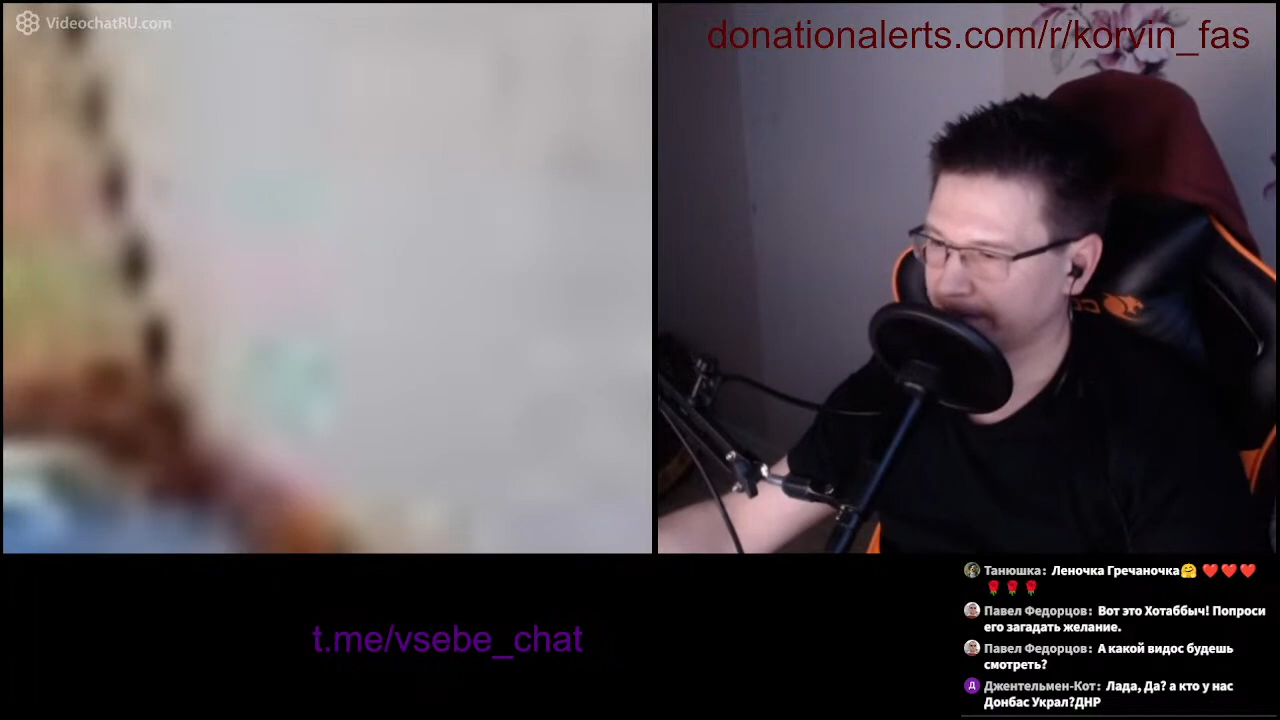 VideochatRU.com
donationalerts.com/r/korvin_fas
t.me/vsebe_chat
Танюшка: Леночка Гречаночка🤗 ❤️❤️❤️
🌹🌹🌹
Павел Федорцов: Вот это Хотаббыч! Попроси
его загадать желание.
Павел Федорцов: А какой видос будешь
смотреть?
Д Джентельмен-Кот: Лада, Да? а кто у нас
Донбас Украл?ДНР